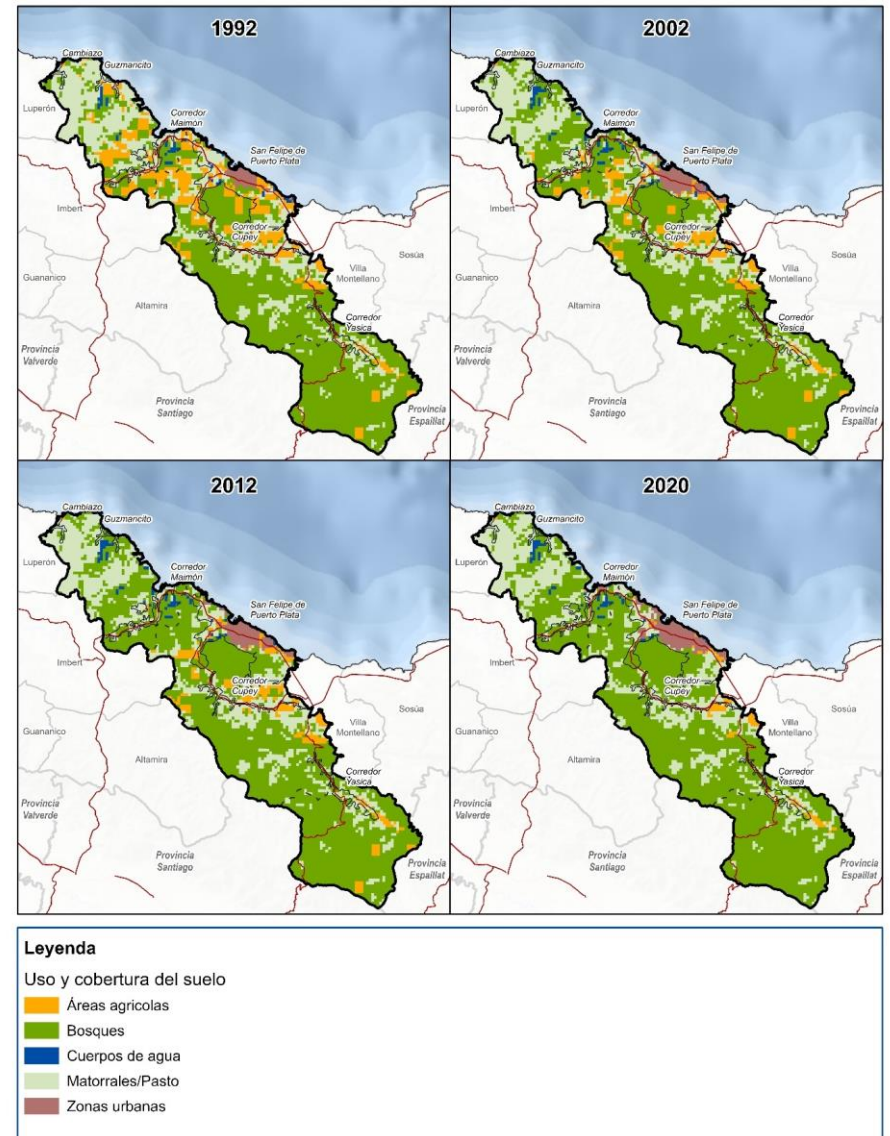 1992
Cambiazo
Guzmancito
Luperón
Corredor
Maimón
San Felipe de
Puerto Plata
Imbert
Corredor
Cupey
Sosúa
Villa
Montellano
Guananico
Altamira
Corredor
Yasica
Provincia
Valverde
Provincia
Santiago
Provincia
Espaillat
2002
Cambiazo
Guzmancito
Luperón
Corredor
Maimón
San Felipe de
Puerto Plata
Imbert
Corredor
Cupey
Sosúa
Villa
Montellano
Guananico
Altamira
Corredor
Yasica
Provincia
Valverde
Provincia
Santiago
Provincia
Espaillat
2012
Cambiazo
Guzmancito
Luperón
Corredor
Maimón
San Felipe de
Puerto Plata
Imbert
Corredor
Cupey
Sosúa
Villa
Montellano
Guananico
Altamira
Corredor
Yasica
Provincia
Valverde
Provincia
Santiago
Provincia
Espaillat
2020
Cambiazo
Guzmancito
Luperón
Corredor
Maimón
San Felipe de
Puerto Plata
Imbert
Corredor
Cupey
Sosúa
Villa
Montellano
Guananico
Altamira
Corredor
Yasica
Provincia
Valverde
Provincia
Santiago
Provincia
Espaillat
Leyenda
Uso y cobertura del suelo
Áreas agricolas
Bosques
Cuerpos de agua
Matorrales/Pasto
Zonas urbanas